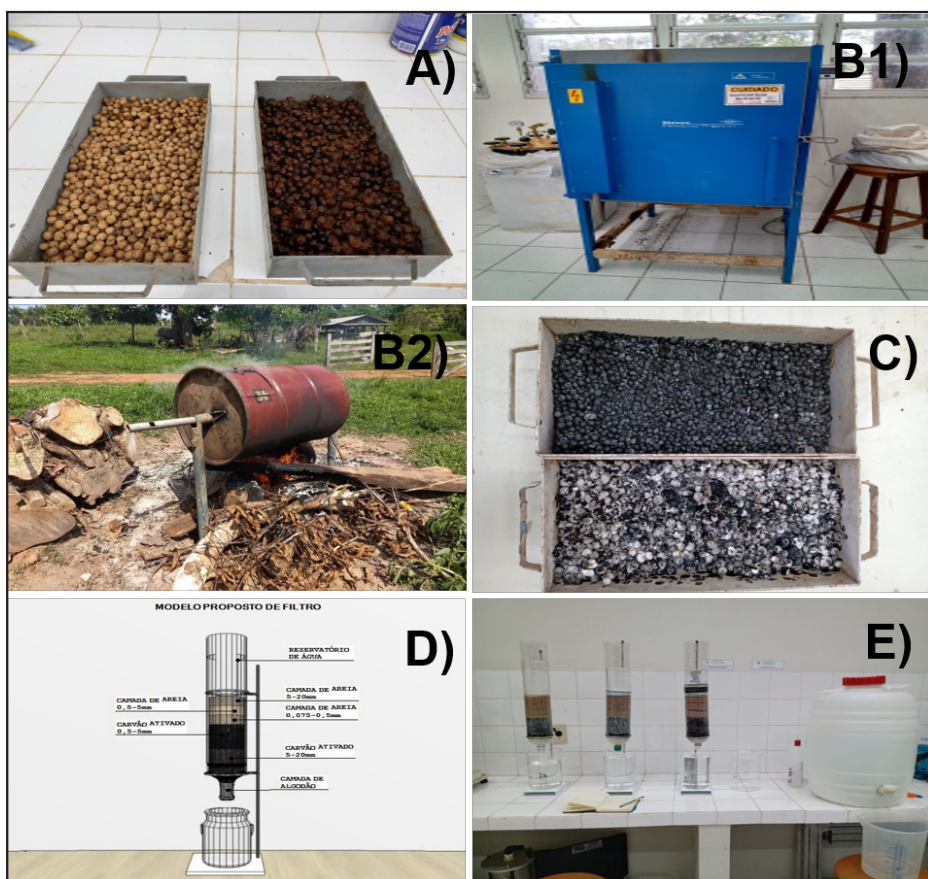 A)
B1)
CUIDADO
B2)
C)
MODELO PROPOSTO DE FILTRO
D)
RESERVATÓRIO
DE ÁGUA
CAMADA DE AREIA
0,5-5mm
CAMADA DE AREIA
5-20mm
CAMADA DE AREIA
0,075-0,5mm
CARVÃO ATIVADO
0,5-5mm
CARVÃO ATIVADO
5-20mm
CAMADA DE
ALGODÃO
E)